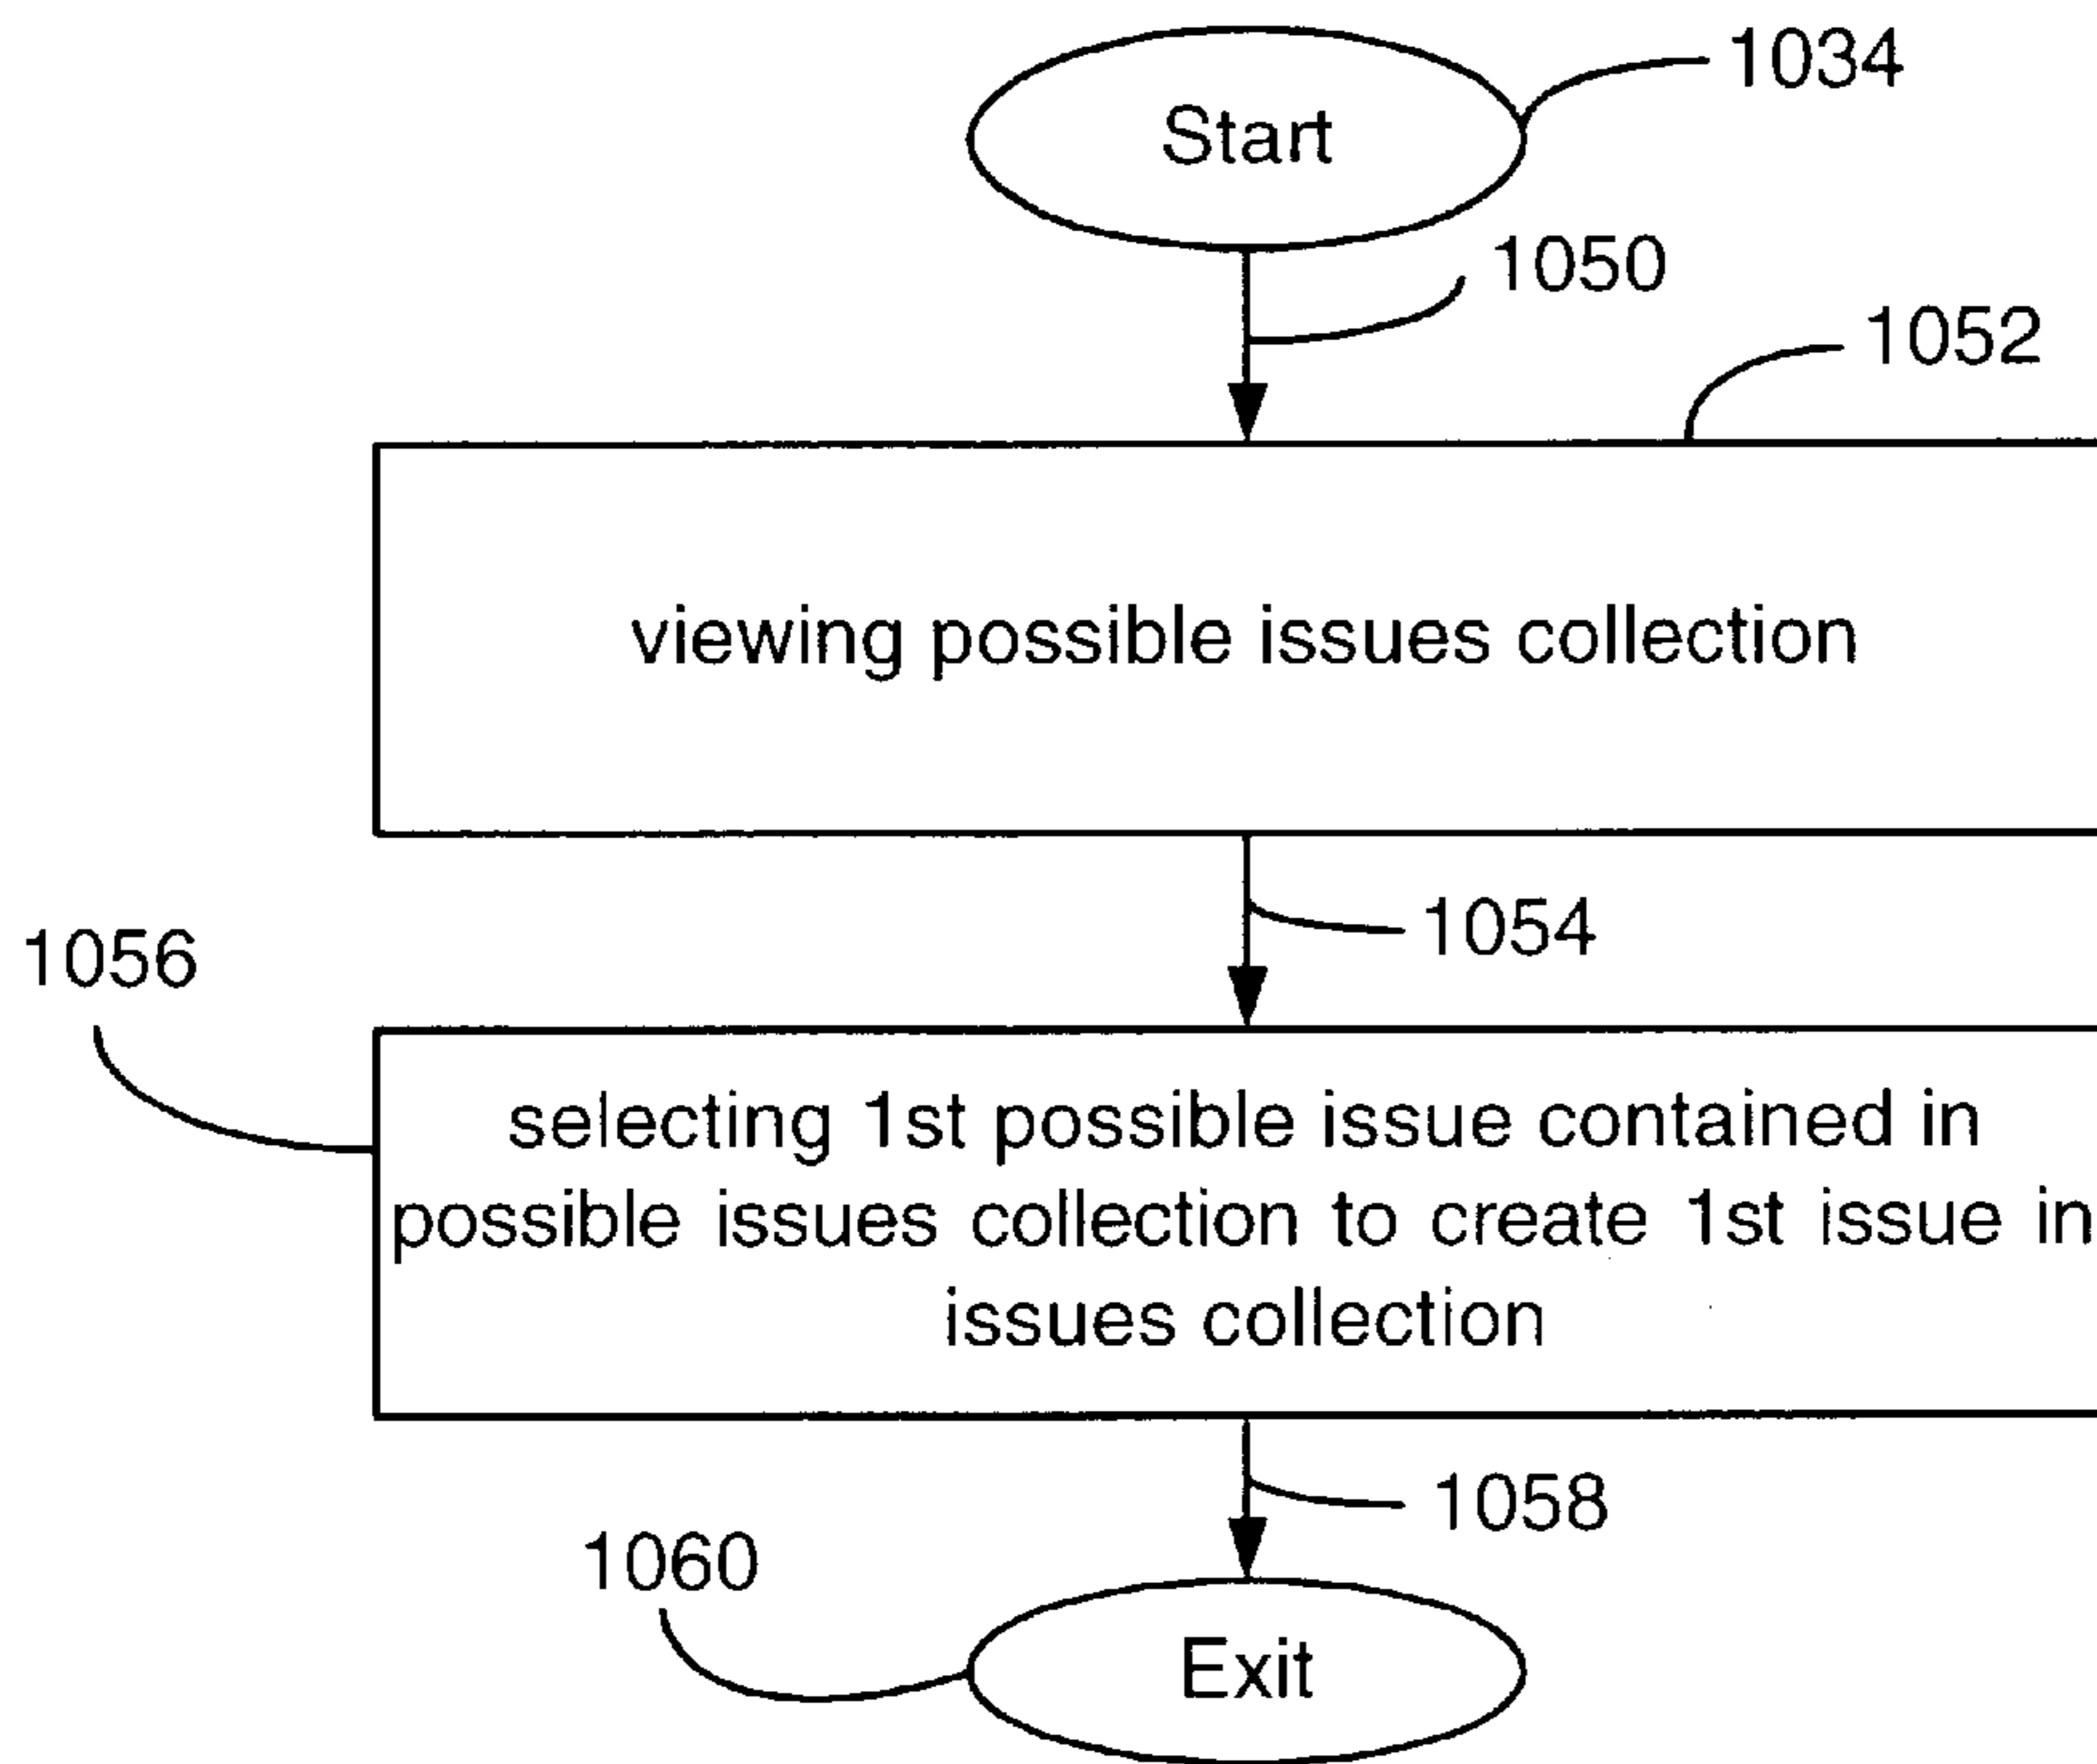 1034
Start
1050
1052
viewing possible issues collection
1054
1056
selecting 1st possible issue contained in
possible issues collection to create 1st issue in
issues collection
1058
1060
Exit